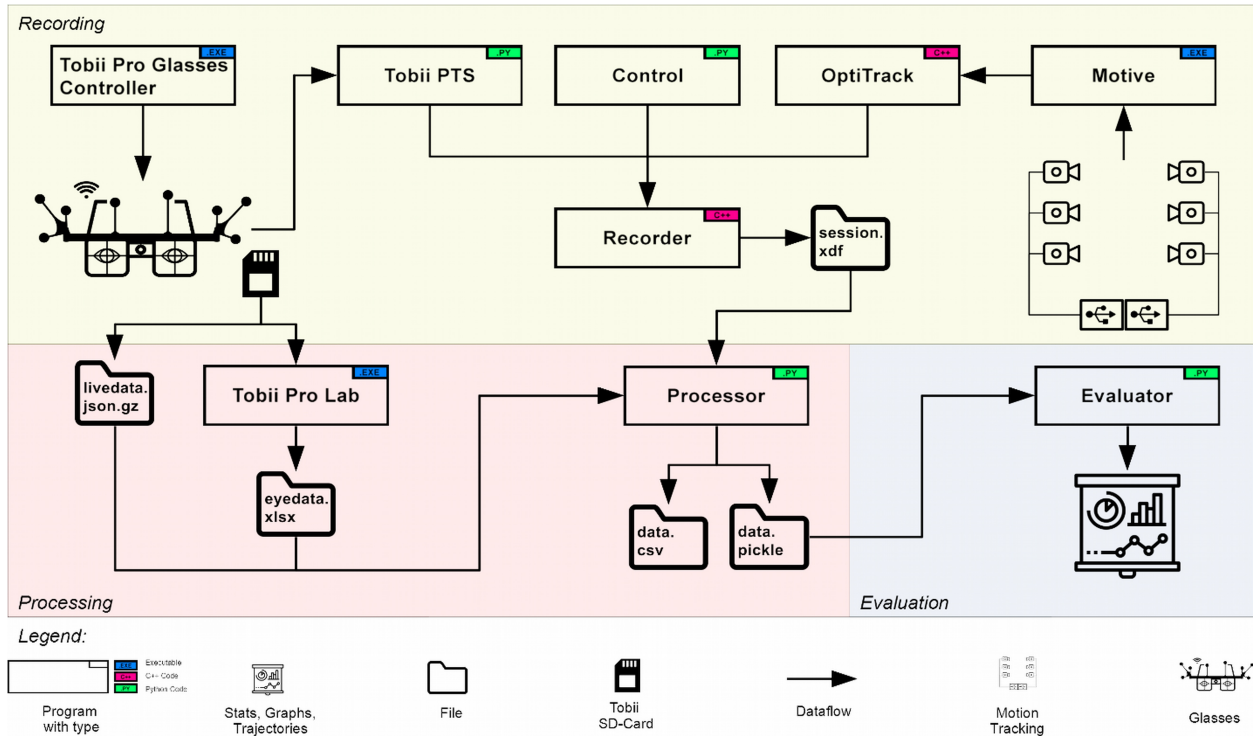 Recording
.EXE
Tobii Pro Glasses
Controller
.PY
Tobii PTS
.PY
Control
C++
OptiTrack
.EXE
Motive
C++
Recorder
session.
xdf
livedata.
json.gz
.EXE
Tobii Pro Lab
.PY
Processor
.PY
Evaluator
eyedata.
xlsx
data.
csv
data.
pickle
Processing
Evaluation
Legend:
.EXE Executable
C++ C++ Code
.PY Python Code
Program
with type
Stats, Graphs,
Trajectories
File
Tobii
SD-Card
Dataflow
Motion
Tracking
Glasses